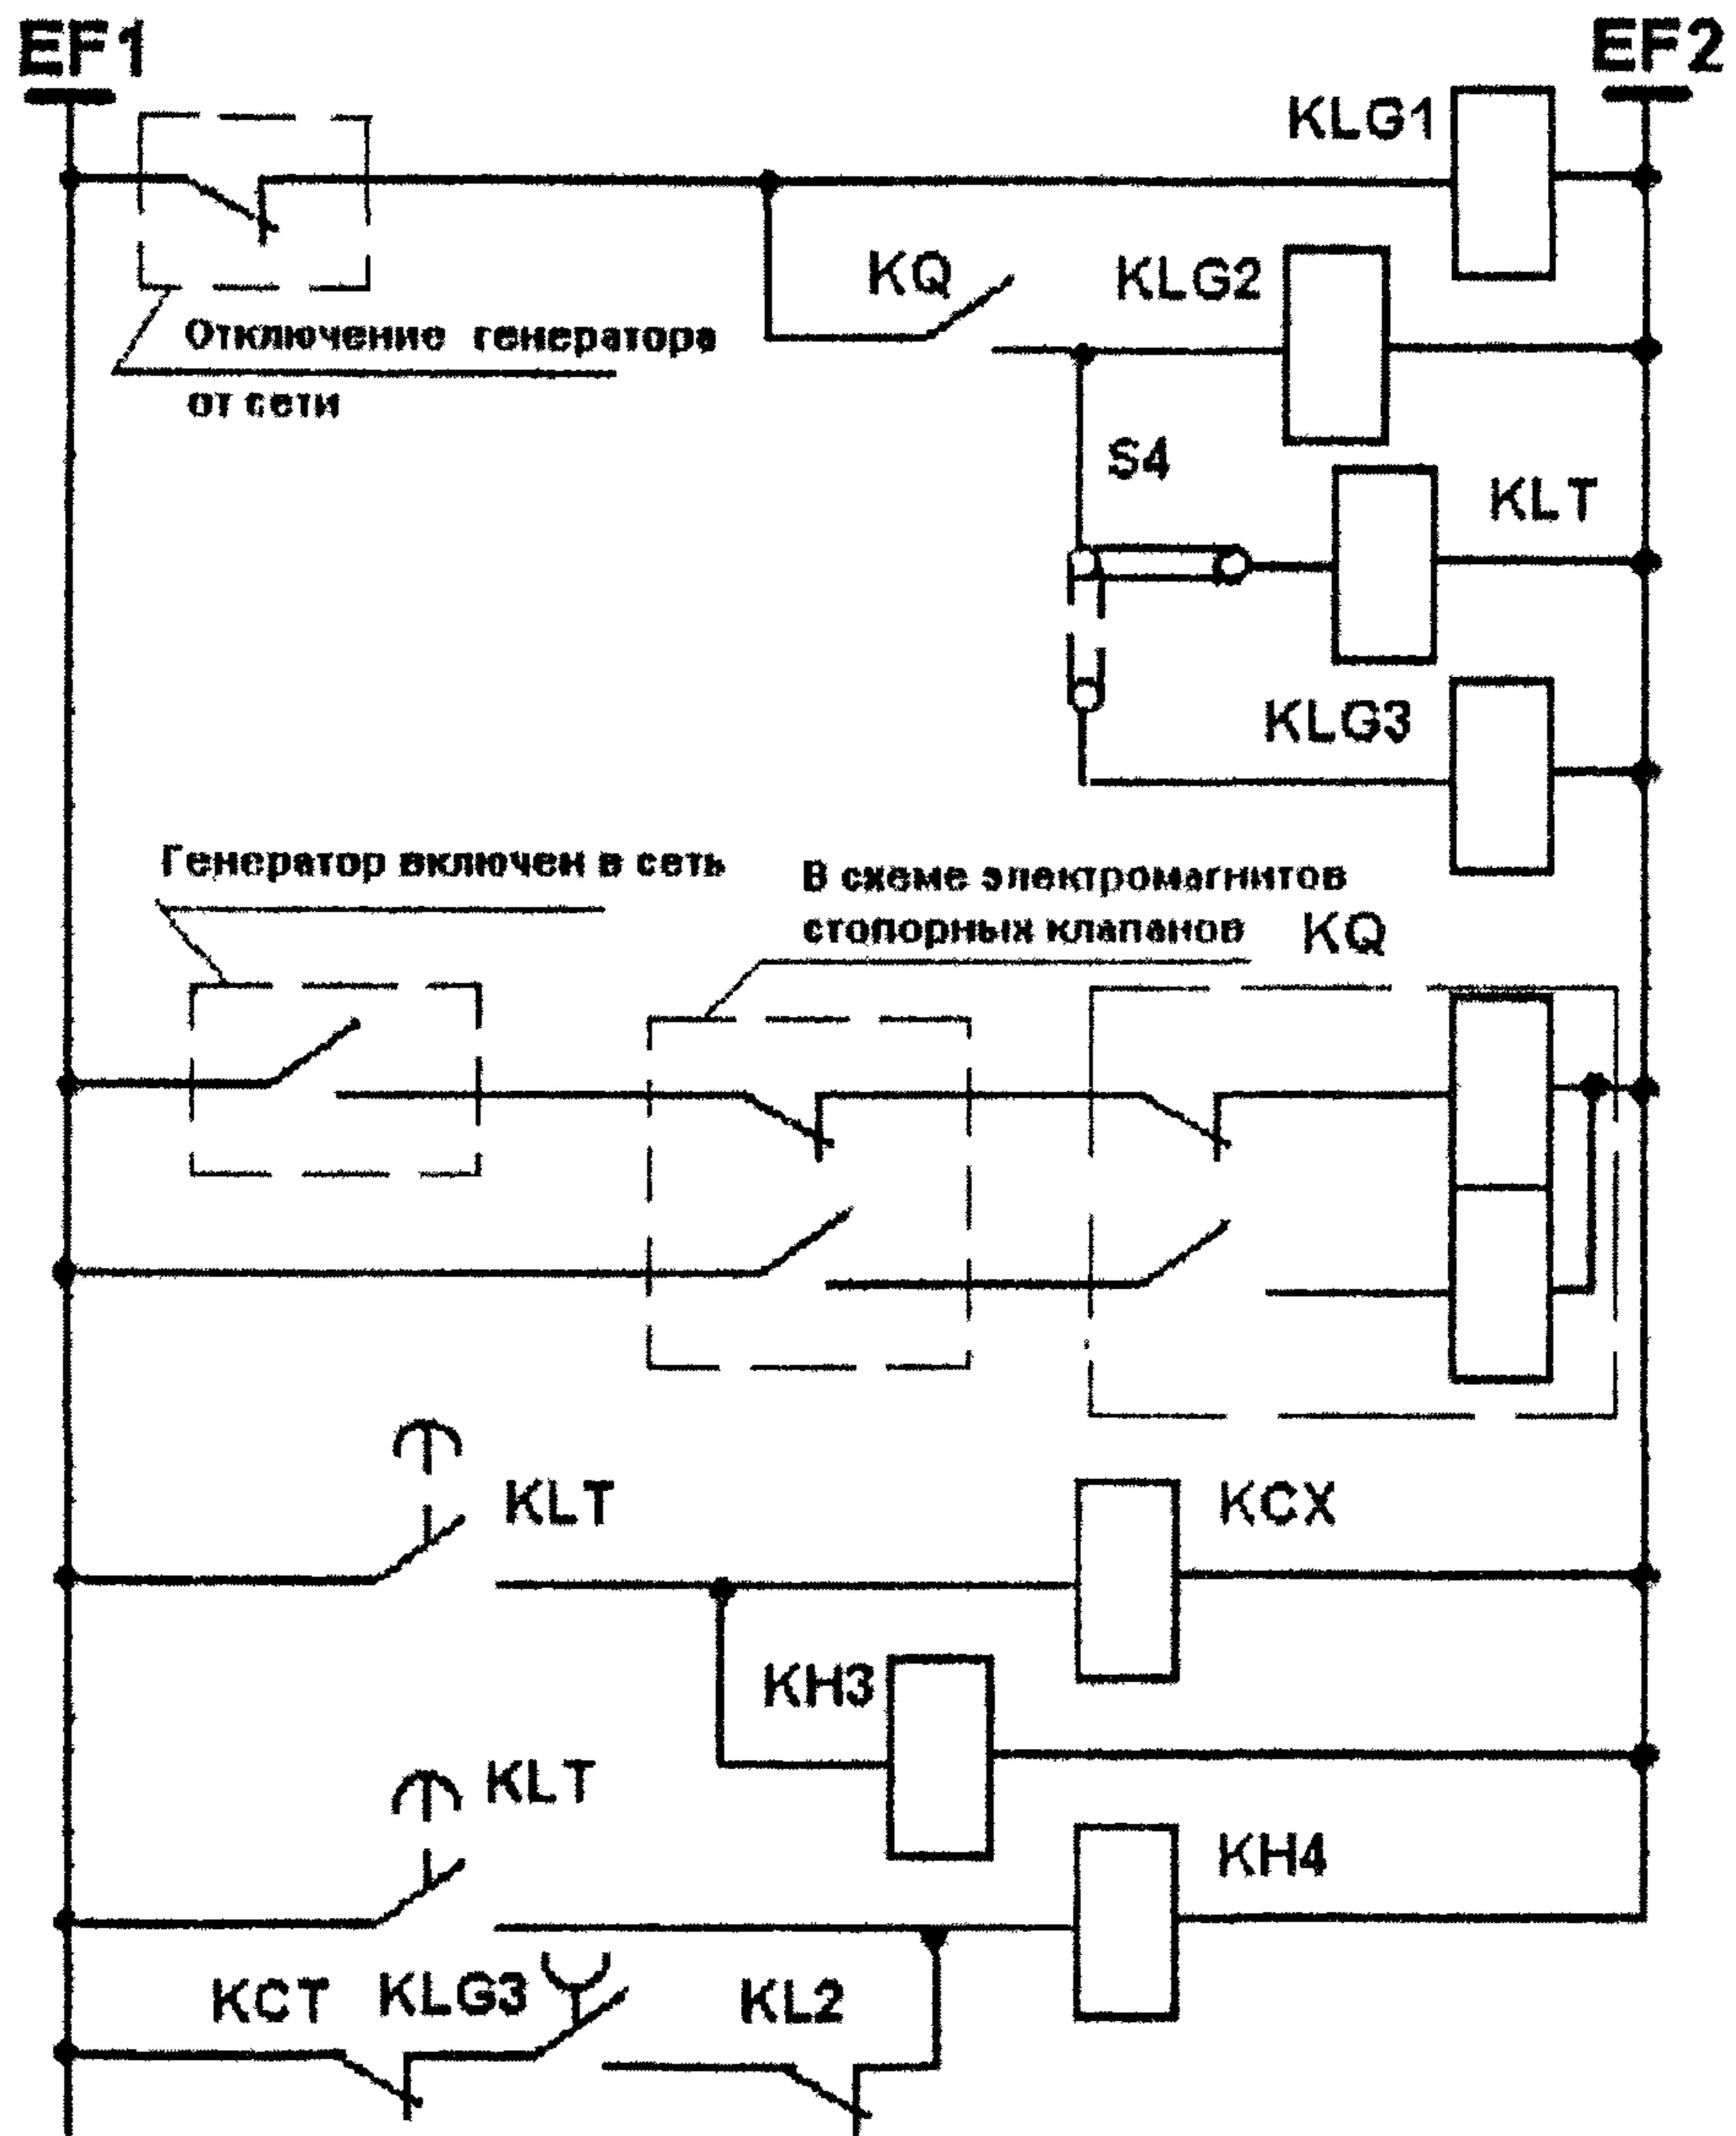 EF1
EF2
KLG1
KQ
KLG2
Отключение генератора
от сети
S4
KLT
KLG3
Генератор включен в сеть
В схеме электромагнитов
стопорных клапанов
KQ
KLT
KCX
KH3
KLT
KH4
KCT
KLG3
KL2